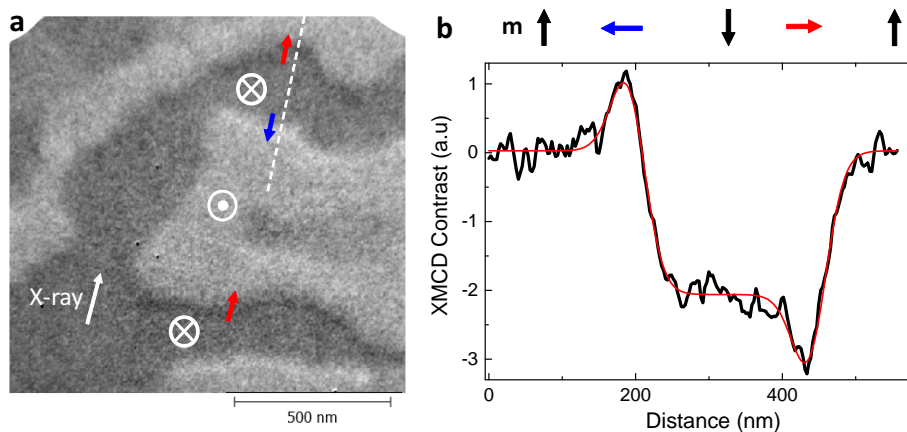 a
X-ray
500 nm
b
m
XMCD Contrast (a.u)
1
0
-1
-2
-3
0
200
400
Distance (nm)